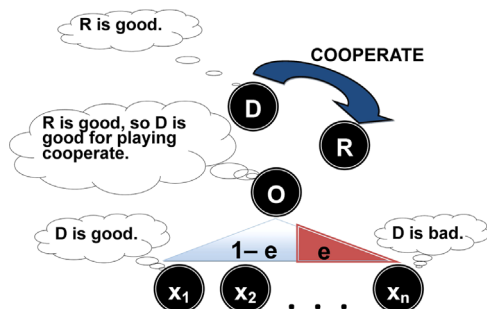 R is good.
COOPERATE
D
R is good, so D is
good for playing
cooperate.
R
O
D is good.
D is bad.
1– e
e
x1
x2
. . .
xn